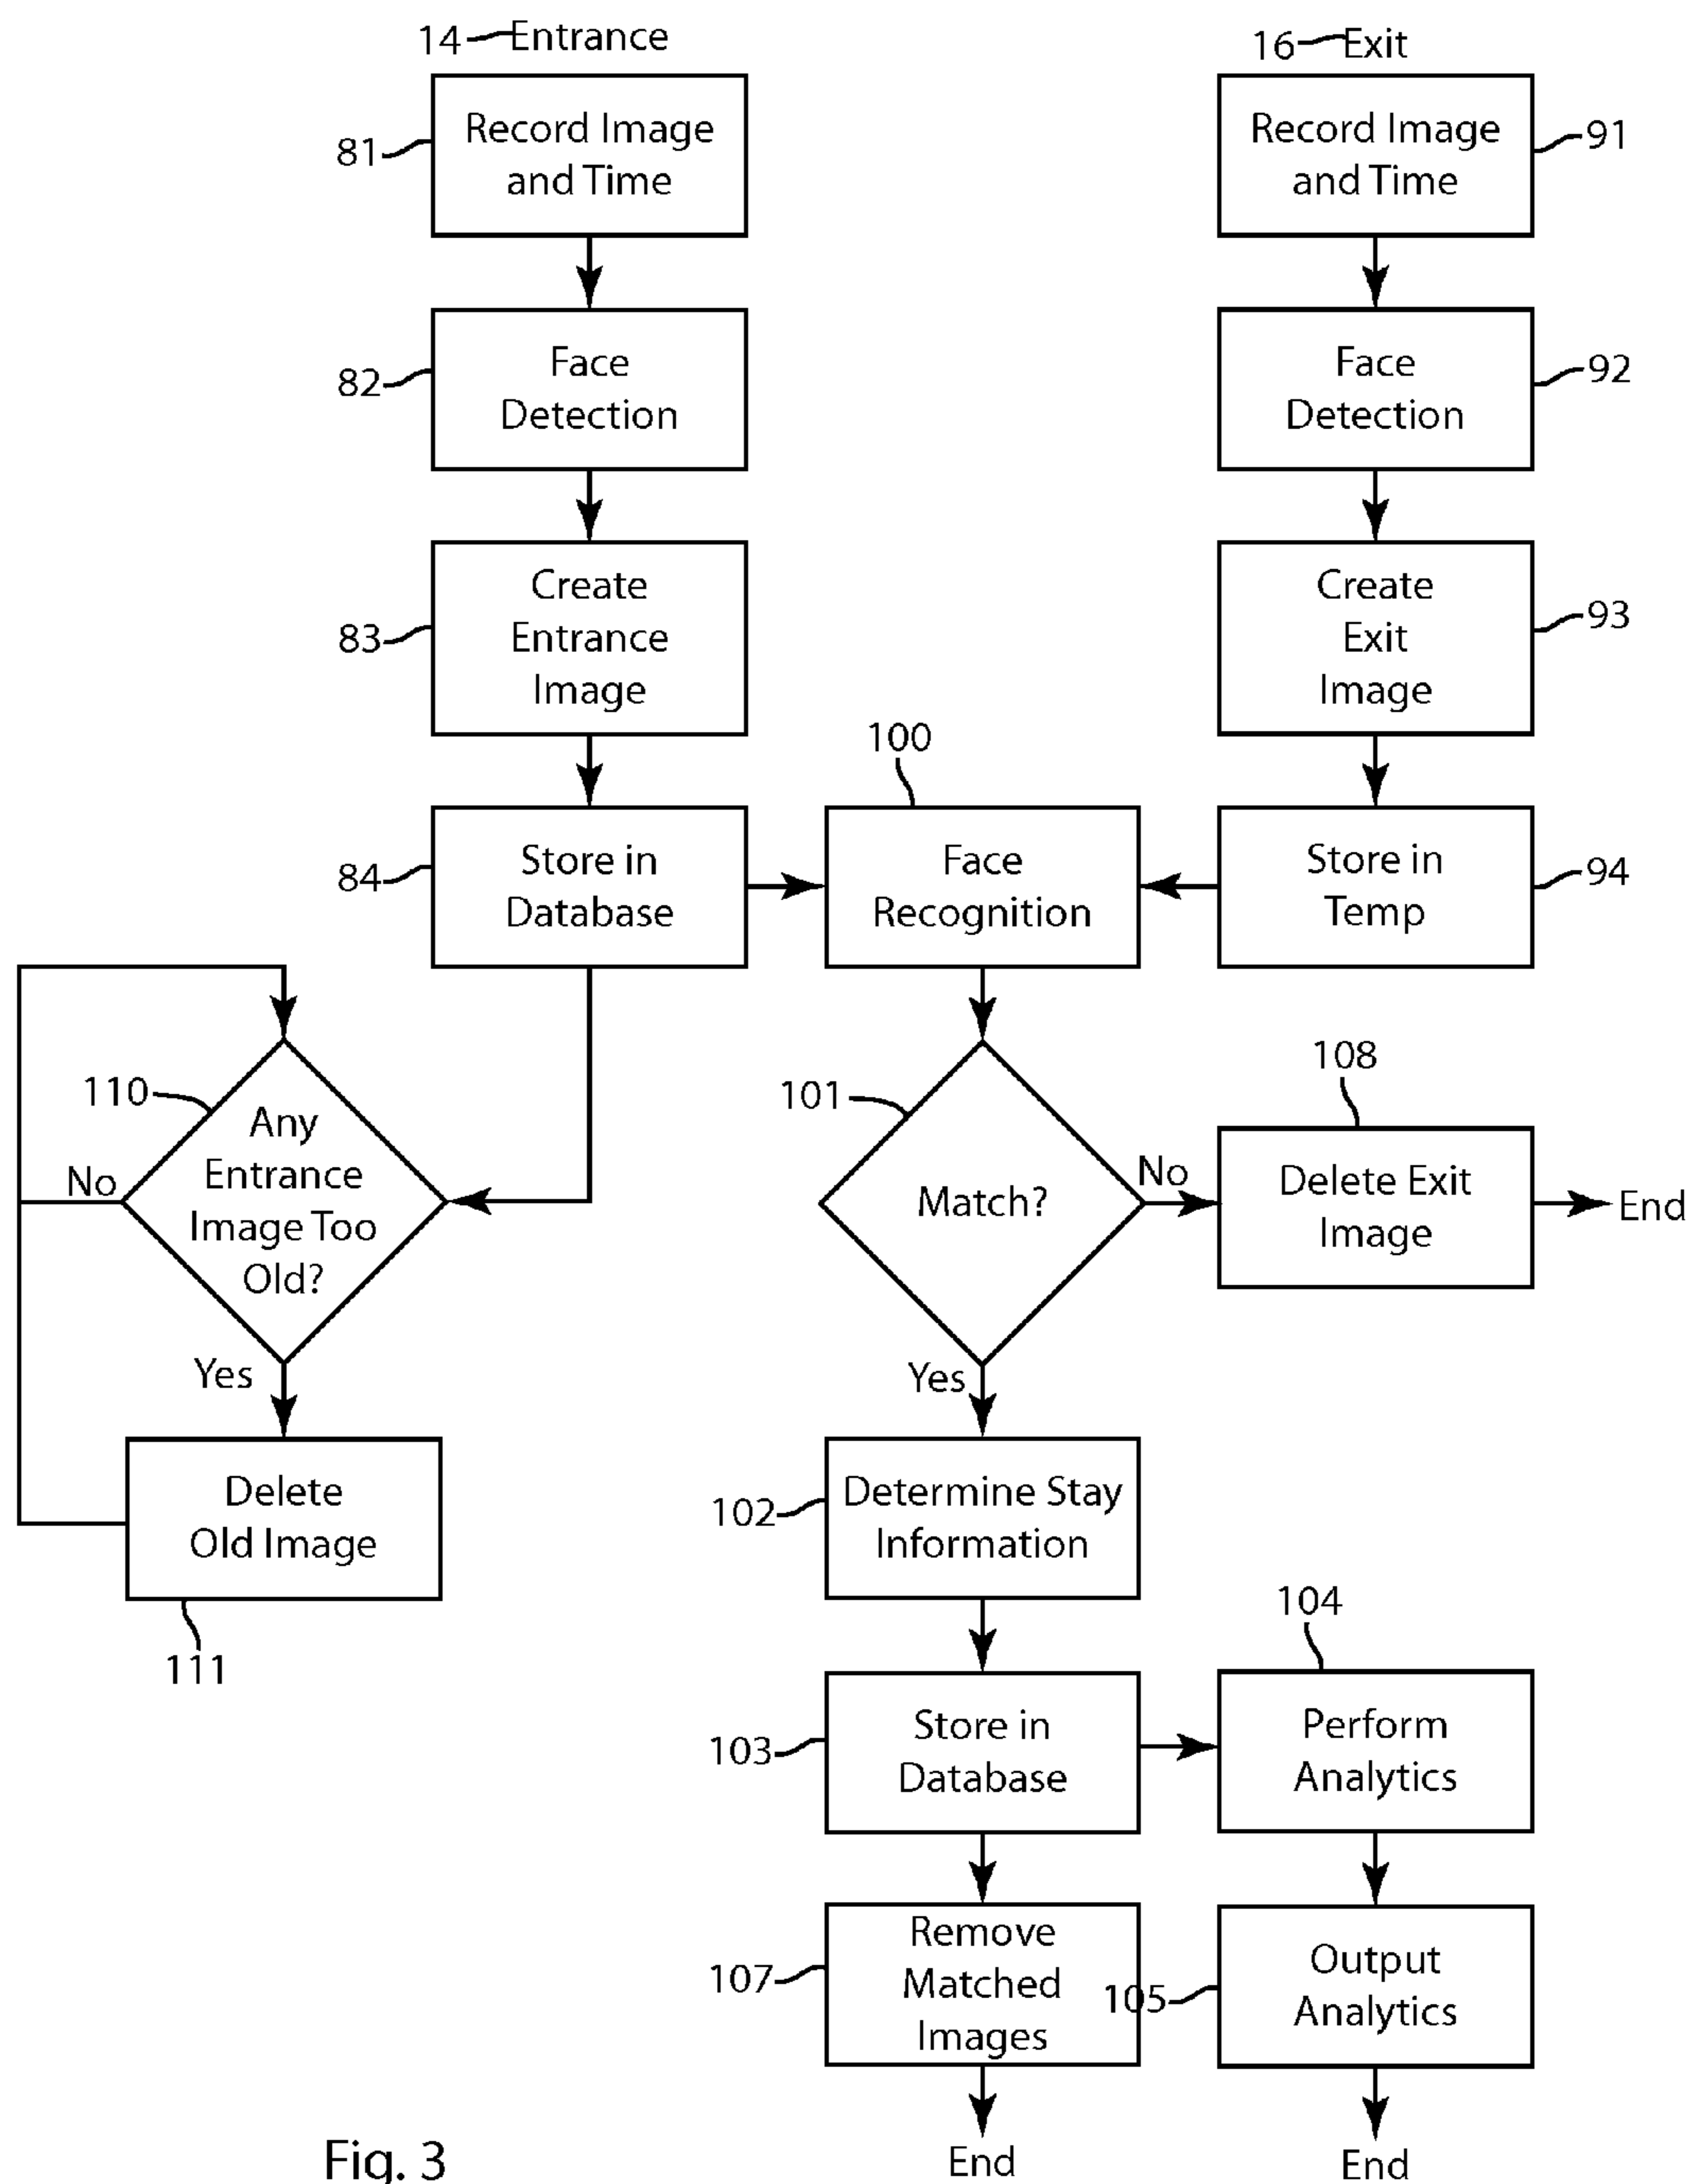 14 Entrance
16 Exit
81
Record Image
and Time
Record Image
and Time
91
82
Face
Detection
Face
Detection
92
83
Create
Entrance
Image
Create
Exit
Image
93
100
84
Store in
Database
Face
Recognition
Store in
Temp
94
110
Any
Entrance
Image Too
Old?
No
Yes
101
Match?
No
Yes
108
Delete Exit
Image
End
Delete
Old Image
111
102
Determine Stay
Information
104
103
Store in
Database
Perform
Analytics
107
Remove
Matched
Images
105
Output
Analytics
End
End
Fig. 3